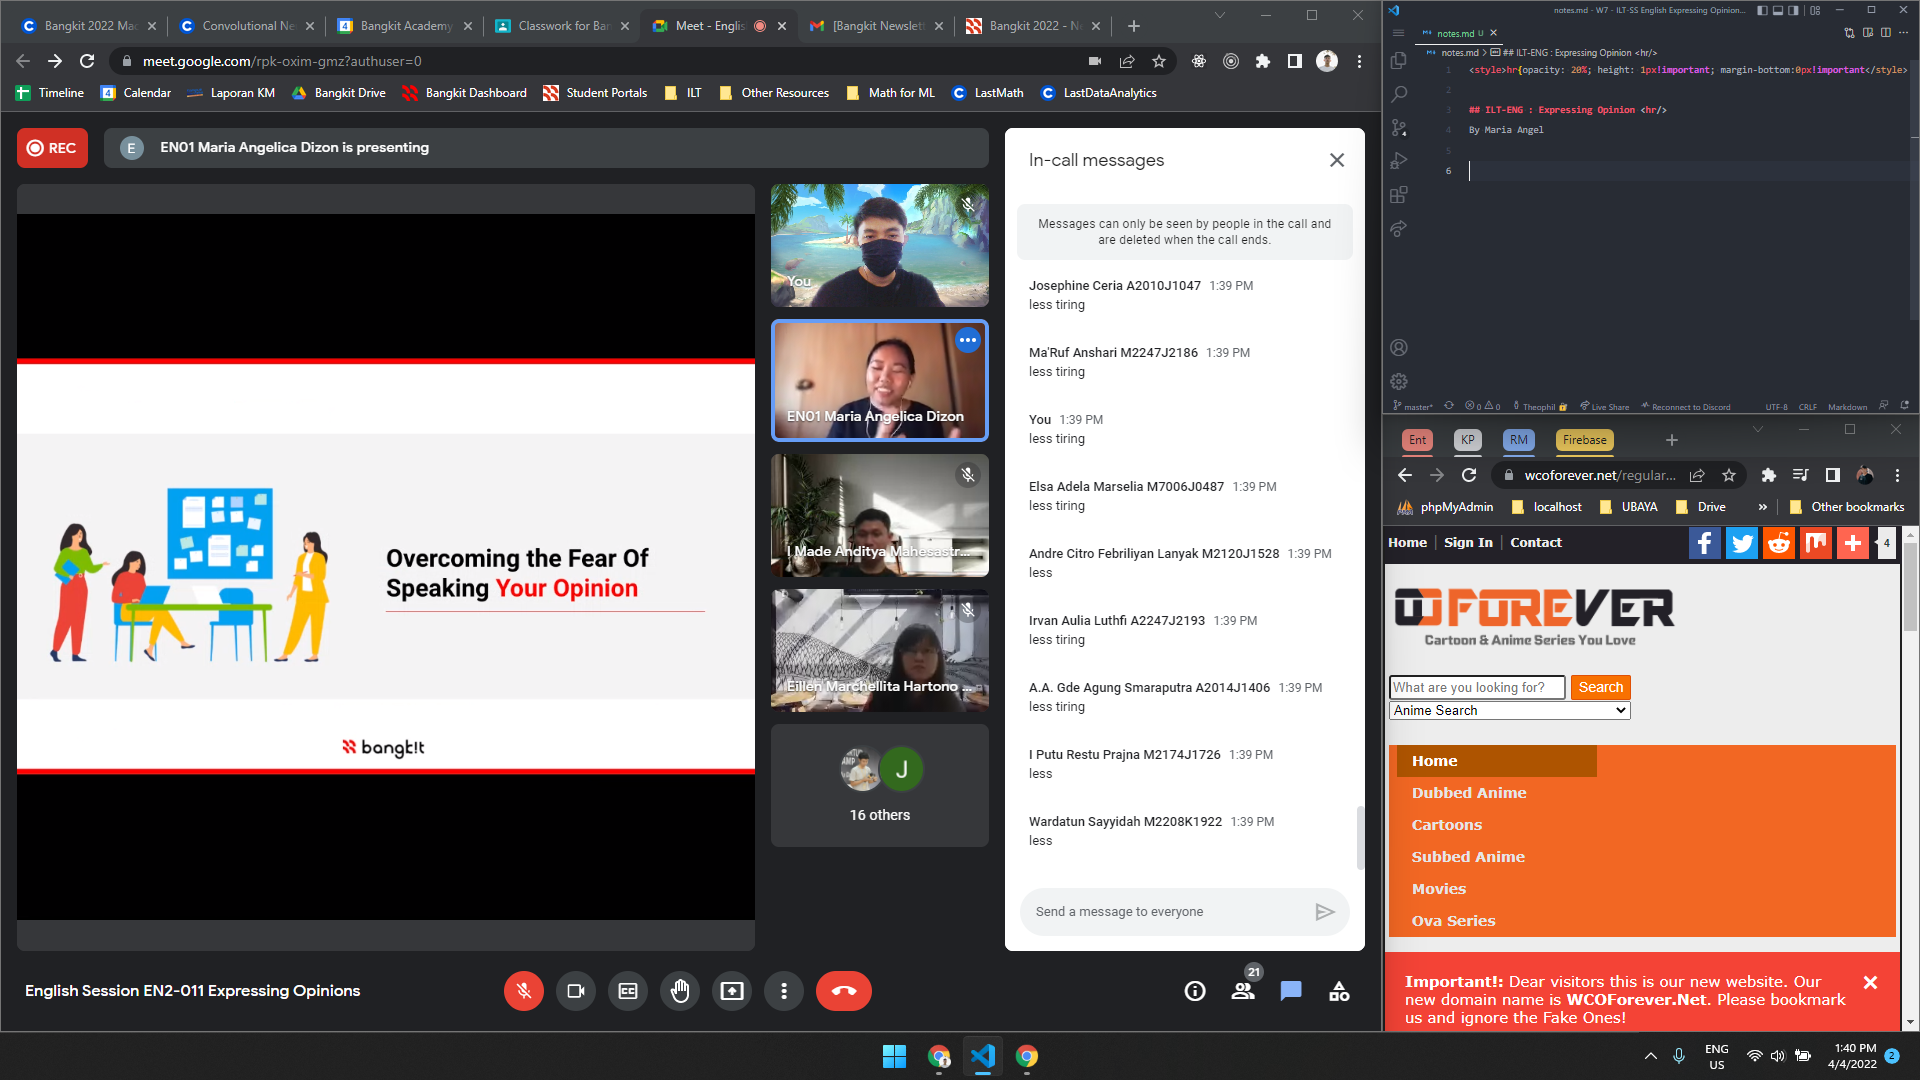 Bangkit 2022 Mac
Convolutional Ne
Bangkit Academy
Classwork for Ban
Meet - English
[Bangkit Newslett
Bangkit 2022 - Ne
meet.google.com/rpk-oxim-gmz?authuser=0
Timeline
Calendar
Laporan KM
Bangkit Drive
Bangkit Dashboard
Student Portals
ILT
Other Resources
Math for ML
LastMath
LastDataAnalytics
REC
E
EN01 Maria Angelica Dizon is presenting
Overcoming the Fear Of
Speaking Your Opinion
bangk!t
You
EN01 Maria Angelica Dizon
I Made Anditya Mahesastr...
Eillen Marchellita Hartono ...
J
16 others
In-call messages
Messages can only be seen by people in the call and
are deleted when the call ends.
Josephine Ceria A2010J1047 1:39 PM
less tiring
Ma'Ruf Anshari M2247J2186 1:39 PM
less tiring
You 1:39 PM
less tiring
Elsa Adela Marselia M7006J0487 1:39 PM
less tiring
Andre Citro Febriliyan Lanyak M2120J1528 1:39 PM
less
Irvan Aulia Luthfi A2247J2193 1:39 PM
less tiring
A.A. Gde Agung Smaraputra A2014J1406 1:39 PM
less tiring
I Putu Restu Prajna M2174J1726 1:39 PM
less
Wardatun Sayyidah M2208K1922 1:39 PM
less
Send a message to everyone
English Session EN2-011 Expressing Opinions
21
notes.md - W7 - ILT-SS English Expressing Opinion...
notes.md U
notes.md > ## ILT-ENG : Expressing Opinion <hr/>
1 <style>hr{opacity: 20%; height: 1px!important; margin-bottom:0px!important</style>
2
3 ## ILT-ENG : Expressing Opinion <hr/>
4 By Maria Angel
5
6
4
master*
0 0
Theophil
Live Share
Reconnect to Discord
UTF-8
CRLF
Markdown
Ent
KP
RM
Firebase
wcoforever.net/regular...
phpMyAdmin
localhost
UBAYA
Drive
»
Other bookmarks
Home | Sign In | Contact
4
FOREVER
Cartoon & Anime Series You Love
What are you looking for?
Search
Anime Search
Home
Dubbed Anime
Cartoons
Subbed Anime
Movies
Ova Series
Important!: Dear visitors this is our new website. Our
new domain name is WCOForever.Net. Please bookmark
us and ignore the Fake Ones!
ENG
US
1:40 PM
4/4/2022
2